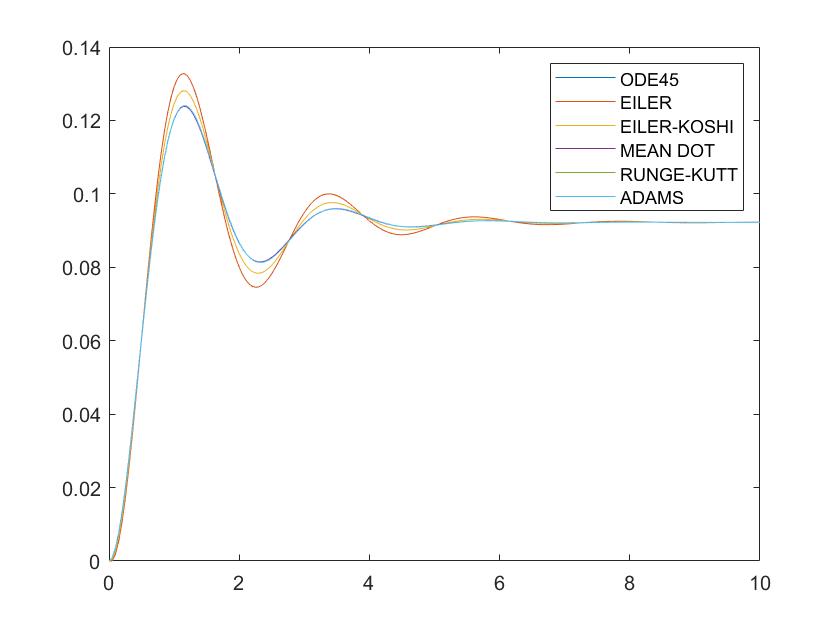 0.14
0.12
0.1
0.08
0.06
0.04
0.02
0
0 2 4 6 8 10
ODE45
EILER
EILER-KOSHI
MEAN DOT
RUNGE-KUTT
ADAMS